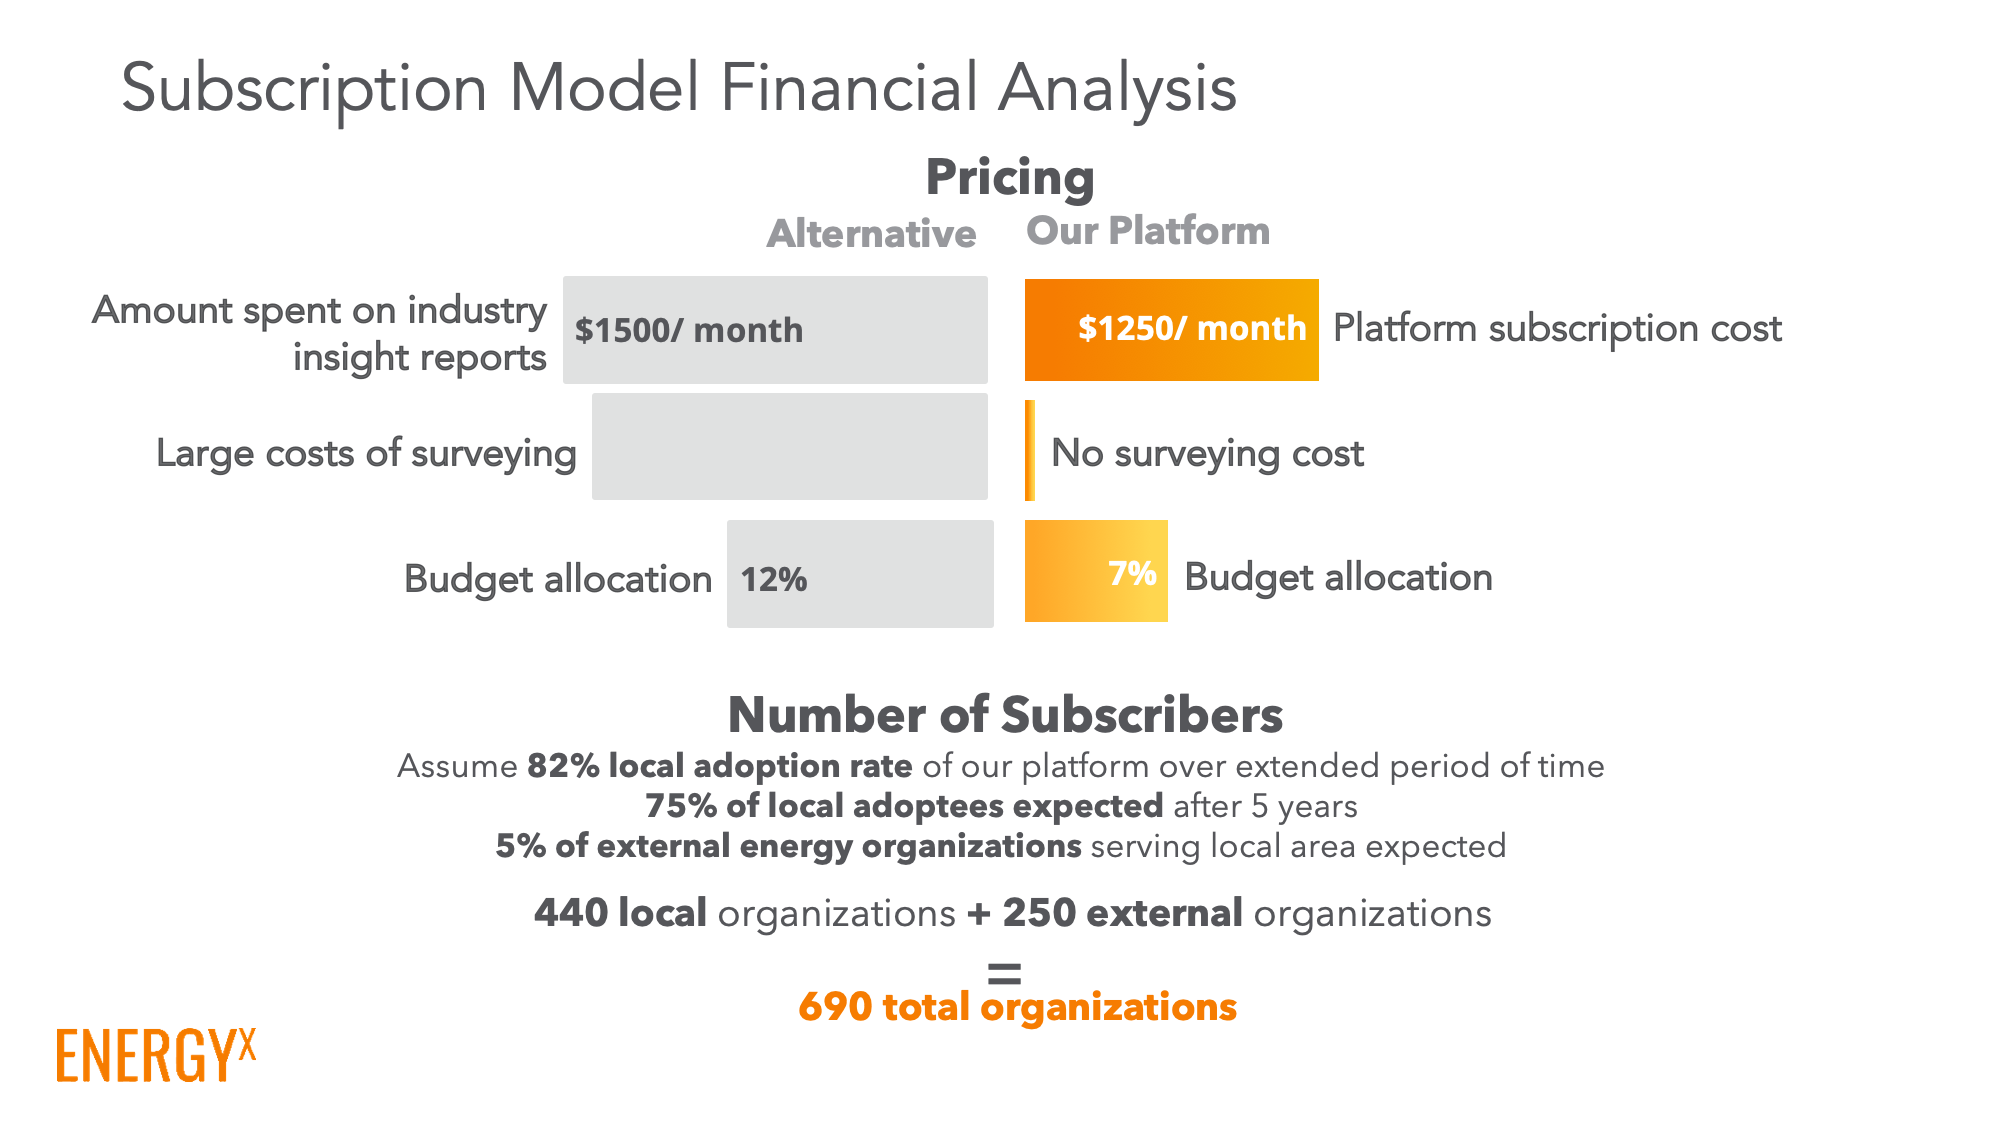 Subscription Model Financial Analysis
Pricing
Alternative
Our Platform
Amount spent on industry
insight reports
$1500/ month
$1250/ month
Platform subscription cost
Large costs of surveying
No surveying cost
Budget allocation
12%
7%
Budget allocation
Number of Subscribers
Assume 82% local adoption rate of our platform over extended period of time
75% of local adoptees expected after 5 years
5% of external energy organizations serving local area expected
440 local organizations + 250 external organizations
=
690 total organizations
ENERGYX